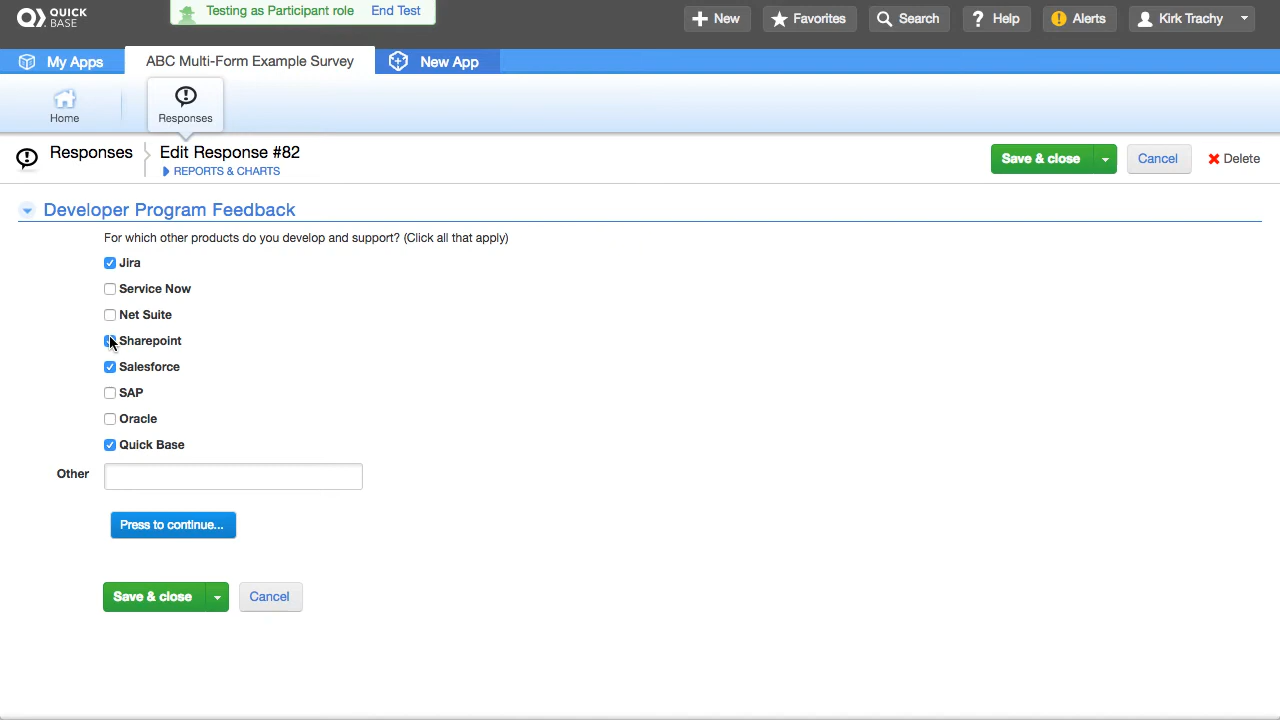 QUICK BASE
Testing as Participant role End Test
New Favorites Search Help Alerts Kirk Trachy
My Apps ABC Multi-Form Example Survey New App
Home Responses
Responses Edit Response #82
REPORTS & CHARTS
Save & close Cancel Delete
Developer Program Feedback
For which other products do you develop and support? (Click all that apply)
Jira
Service Now
Net Suite
Sharepoint
Salesforce
SAP
Oracle
Quick Base
Other
Press to continue...
Save & close Cancel